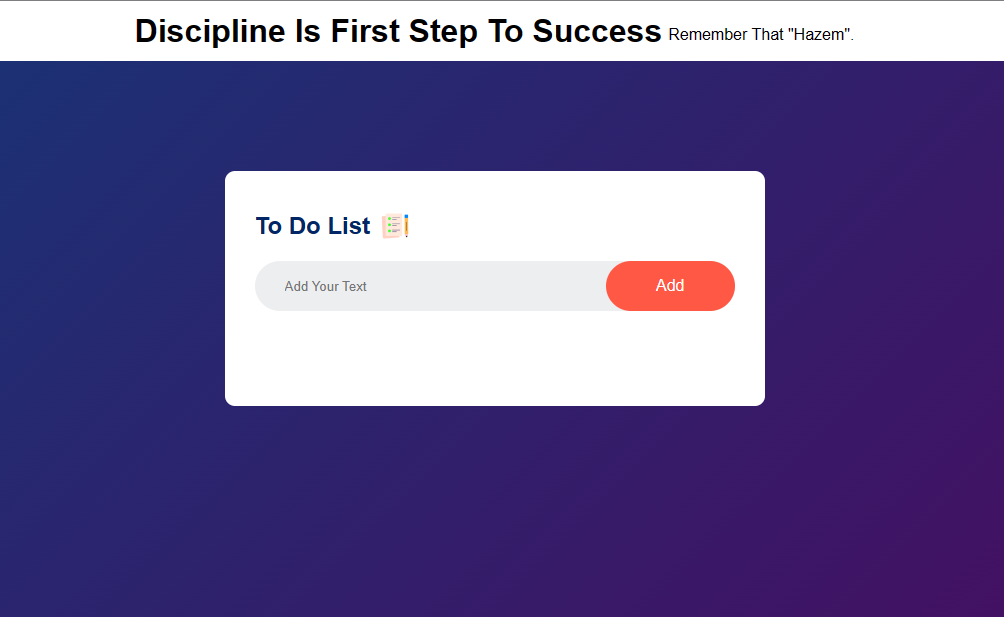 Discipline Is First Step To Success Remember That "Hazem".
To Do List
Add Your Text
Add